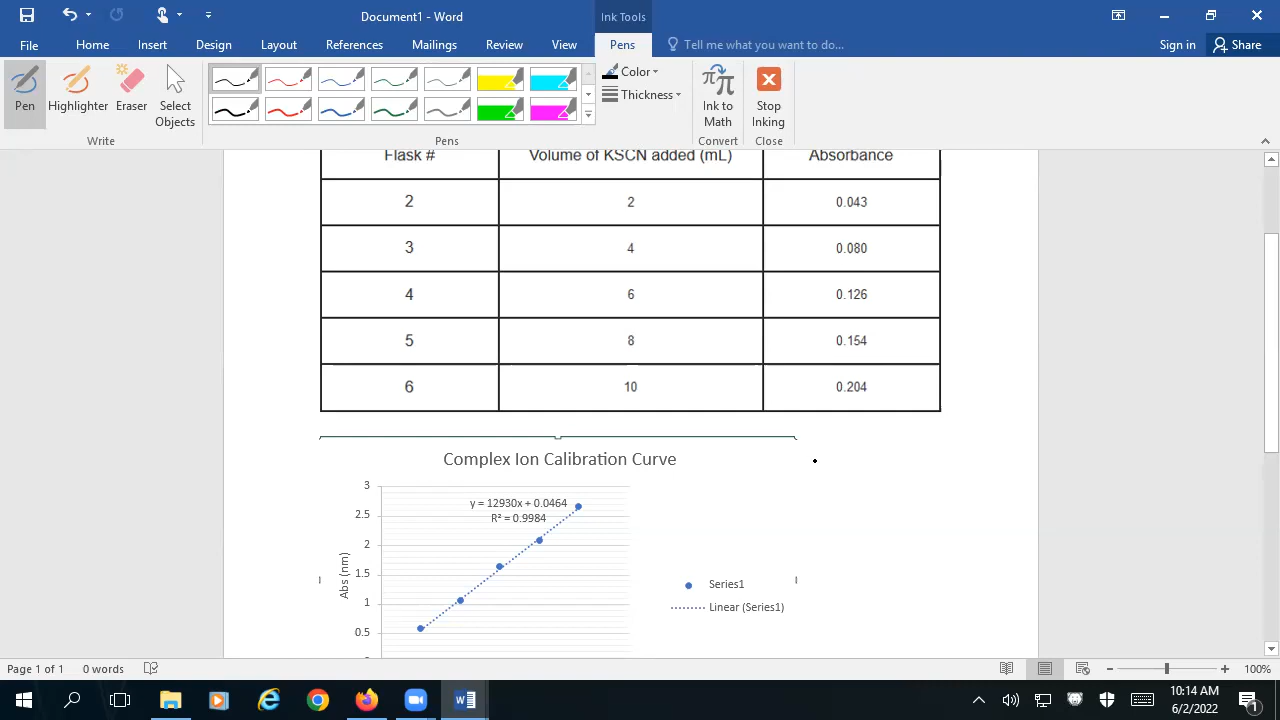 Document1 - Word
Ink Tools
File Home Insert Design Layout References Mailings Review View Pens Tell me what you want to do... Sign in Share
Pen Highlighter Eraser Select Objects
Color
Thickness
Ink to Math
Stop Inking
Write Pens Convert Close
Flask # Volume of KSCN added (mL) Absorbance
2 2 0.043
3 4 0.080
4 6 0.126
5 8 0.154
6 10 0.204
Complex Ion Calibration Curve
3
y = 12930x + 0.0464
2.5
R² = 0.9984
2
Abs (nm)
1.5
1
0.5
Series1
Linear (Series1)
Page 1 of 1 0 words 100%
10:14 AM
6/2/2022
1